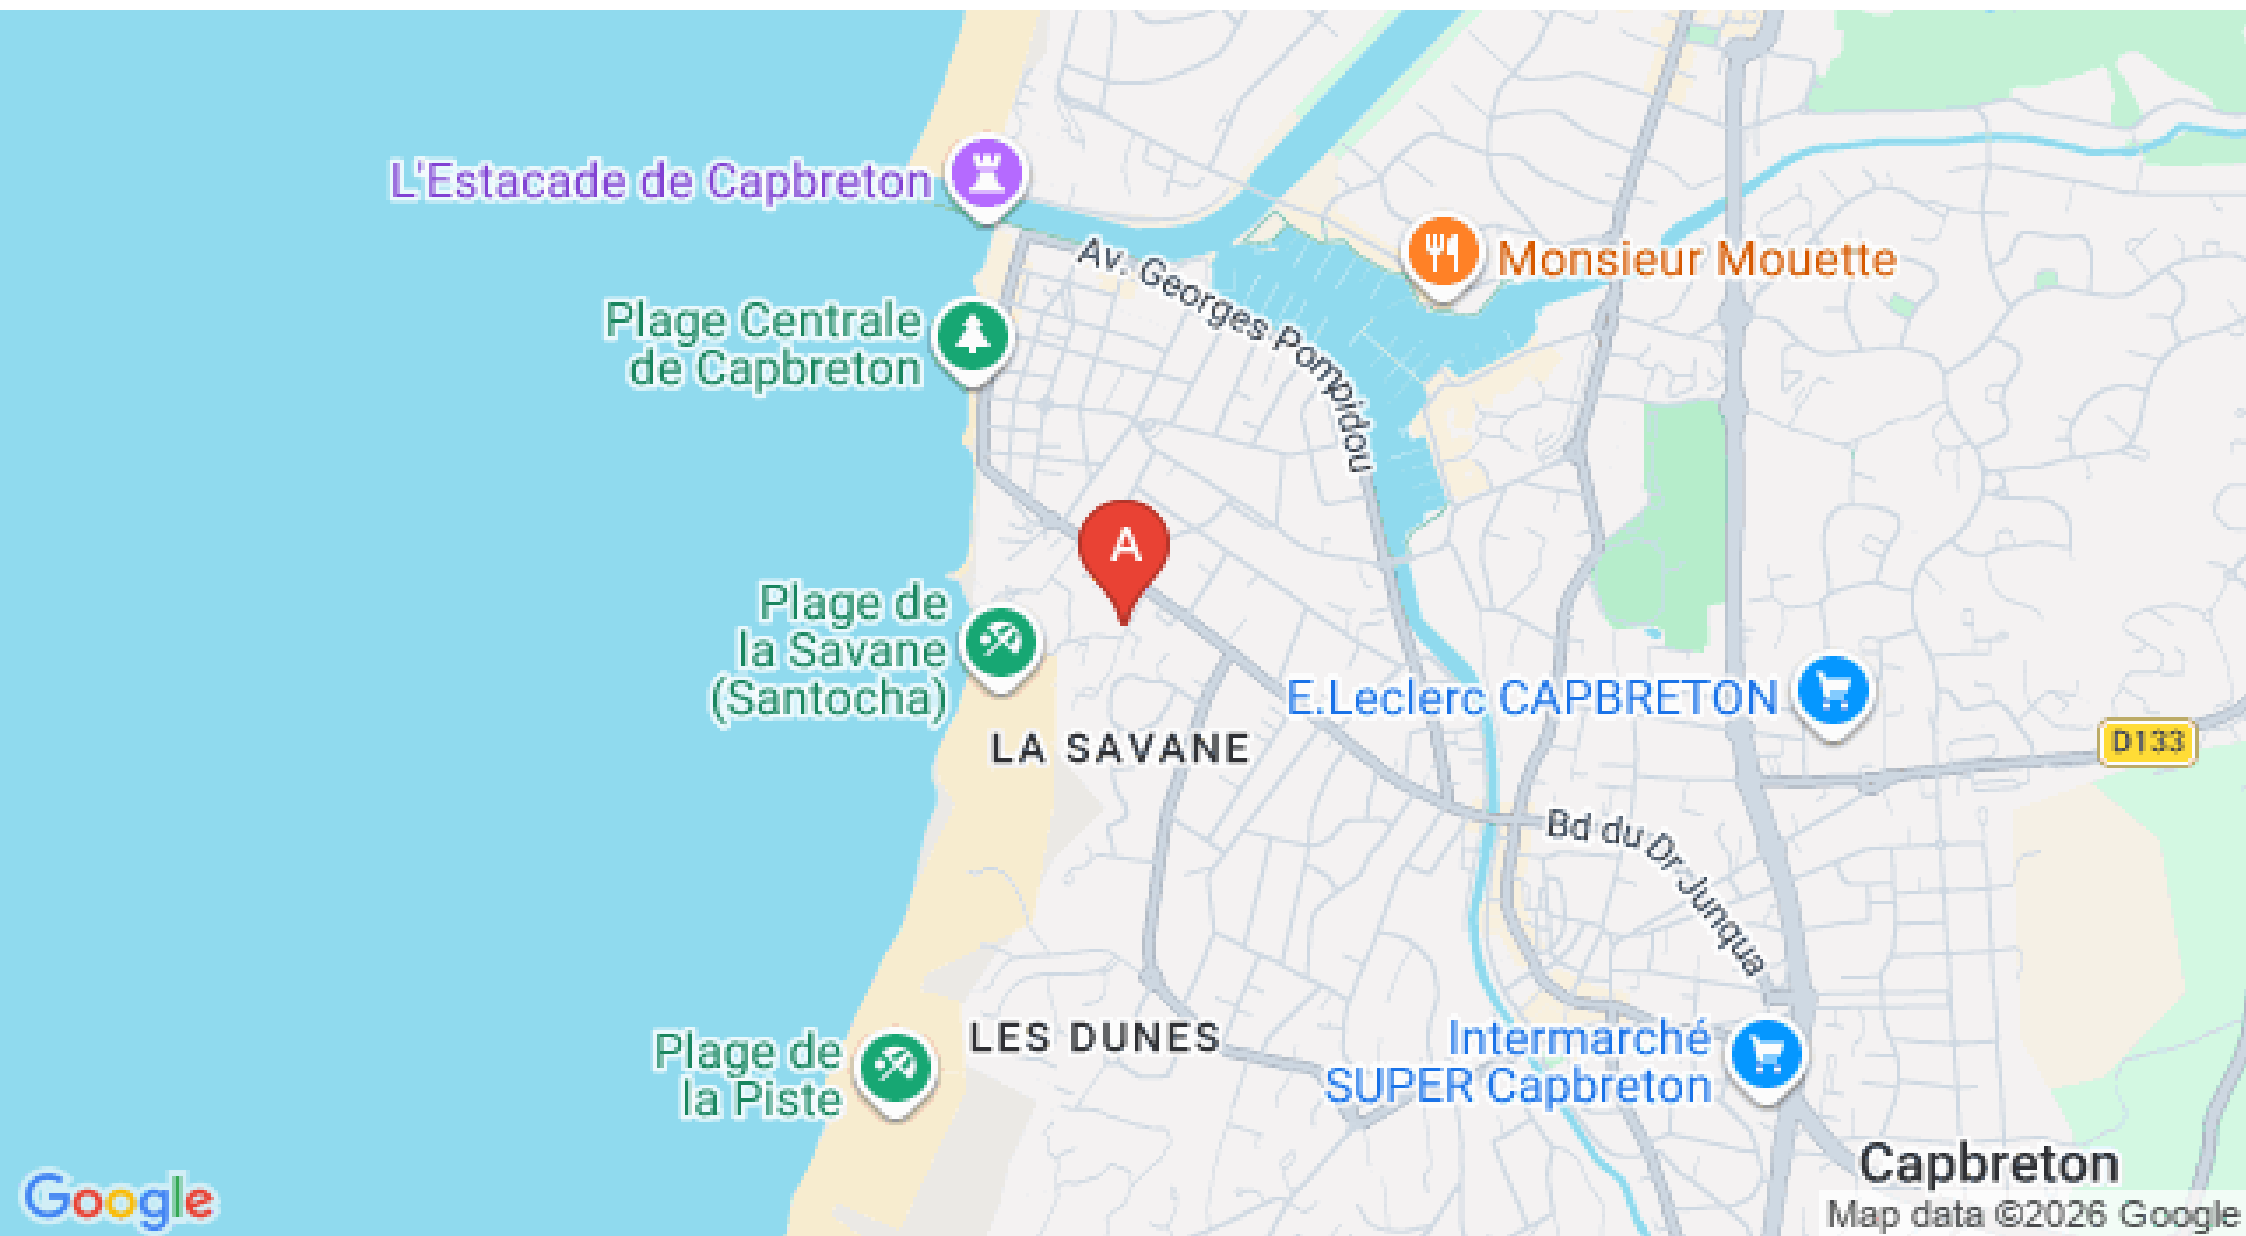 L'Estacade de Capbreton
Av. Georges Pompidou
Monsieur Mouette
Plage Centrale
de Capbreton
A
Plage de
la Savane
(Santocha)
E.Leclerc CAPBRETON
D133
LA SAVANE
Bd du Dr Junqua
LES DUNES
Plage de
la Piste
Intermarché
SUPER Capbreton
Capbreton
Google
Map data ©2026 Google